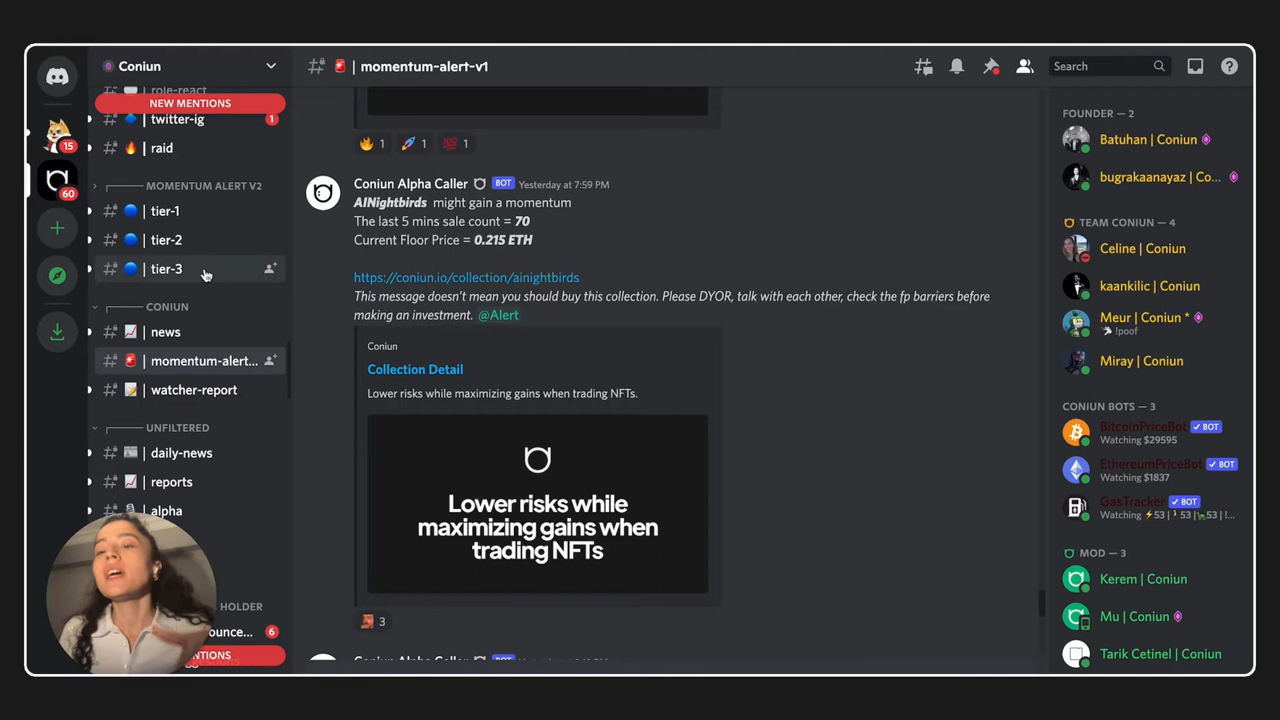 Coniun
| momentum-alert-v1
Search
role-react
NEW MENTIONS
| twitter-ig
1
| raid
MOMENTUM ALERT V2
| tier-1
| tier-2
| tier-3
CONIUN
| news
| momentum-alert...
| watcher-report
UNFILTERED
| daily-news
| reports
| alpha
HOLDER
ounce...
6
15
60
🔥 1 🚀 1 💯 1
Coniun Alpha Caller BOT Yesterday at 7:59 PM
AINightbirds might gain a momentum
The last 5 mins sale count = 70
Current Floor Price = 0.215 ETH
https://coniun.io/collection/ainightbirds
This message doesn't mean you should buy this collection. Please DYOR, talk with each other, check the fp barriers before
making an investment. @Alert
Coniun
Collection Detail
Lower risks while maximizing gains when trading NFTs.
Lower risks while
maximizing gains when
trading NFTs
3
FOUNDER — 2
Batuhan | Coniun
bugrakaanayaz | Co...
TEAM CONIUN — 4
Celine | Coniun
kaankilic | Coniun
Meur | Coniun *
!poof
Miray | Coniun
CONIUN BOTS — 3
BitcoinPriceBot ✓ BOT
Watching $29595
EthereumPriceBot ✓ BOT
Watching $1837
GasTracker ✓ BOT
Watching ⚡53 | 🚶53 | 🐢53 | !...
MOD — 3
Kerem | Coniun
Mu | Coniun
Tarik Cetinel | Coniun